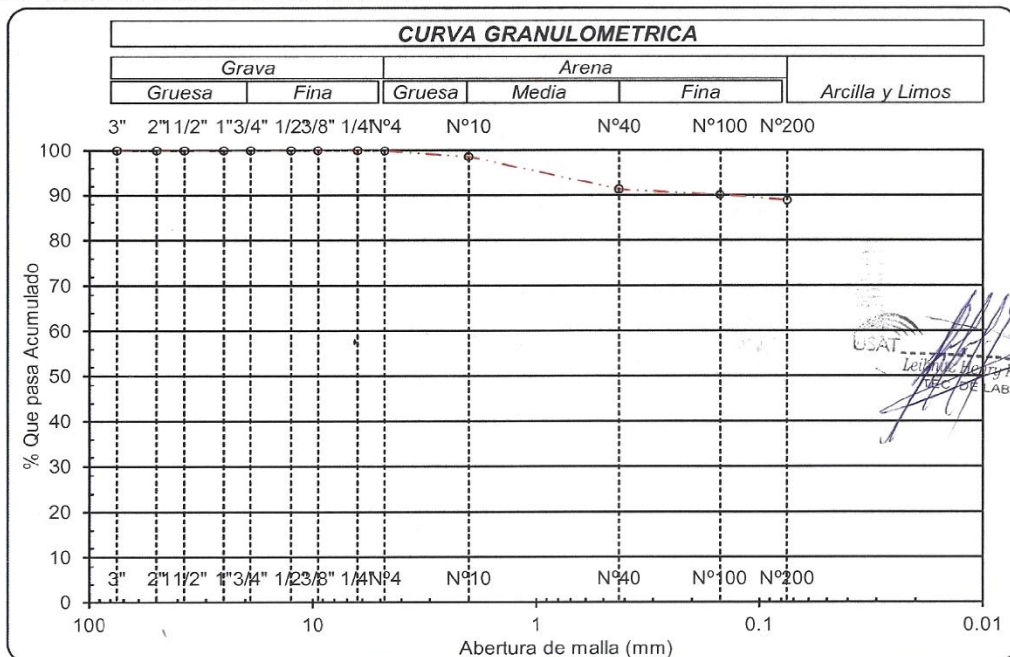 CURVA GRANULOMETRICA
Grava Arena
Gruesa Fina Gruesa Media Fina Arcilla y Limos
3" 2" 1 1/2" 1" 3/4" 1/2" 3/8" 1/4" Nº4 Nº10 Nº40 Nº100 Nº200
100
90
80
70
60
50
40
30
20
10
0
% Que pasa Acumulado
USAT
TEC. DE LAB
3" 2" 1 1/2" 1" 3/4" 1/2" 3/8" 1/4" Nº4 Nº10 Nº40 Nº100 Nº200
100 10 1 0.1 0.01
Abertura de malla (mm)